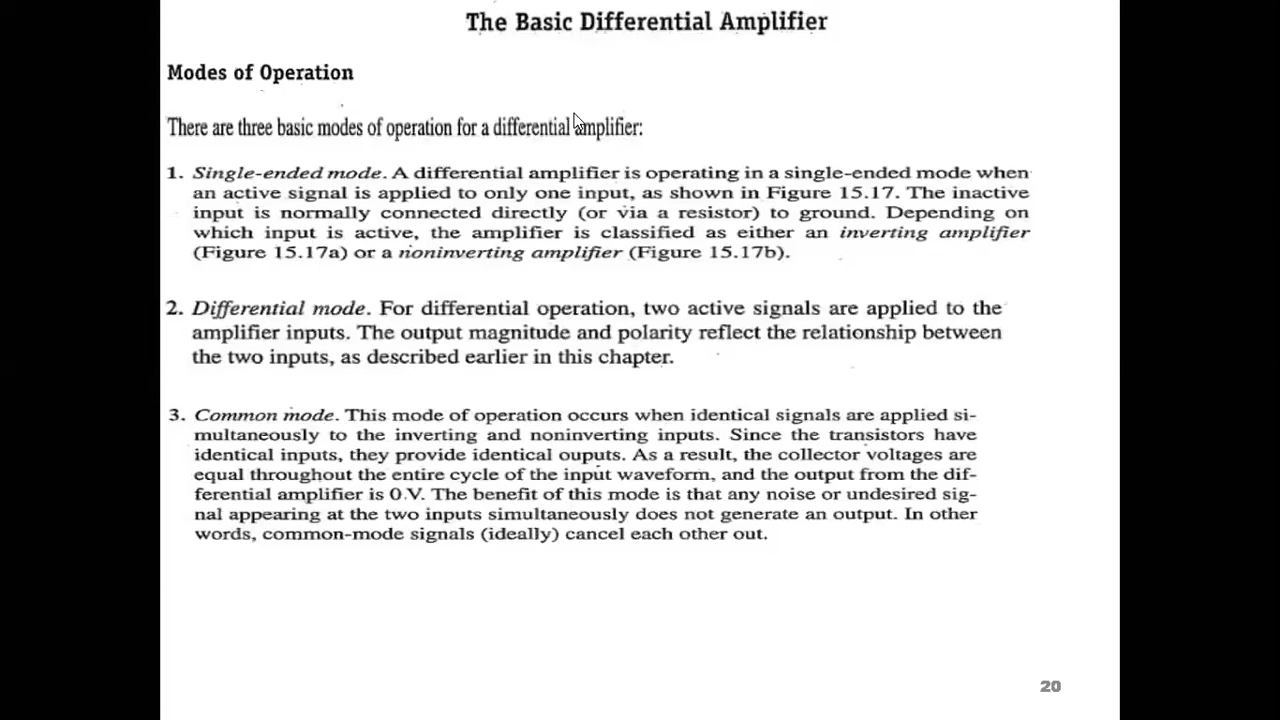 The Basic Differential Amplifier
Modes of Operation
There are three basic modes of operation for a differential amplifier:
1. Single-ended mode. A differential amplifier is operating in a single-ended mode when
an active signal is applied to only one input, as shown in Figure 15.17. The inactive
input is normally connected directly (or via a resistor) to ground. Depending on
which input is active, the amplifier is classified as either an inverting amplifier
(Figure 15.17a) or a noninverting amplifier (Figure 15.17b).
2. Differential mode. For differential operation, two active signals are applied to the
amplifier inputs. The output magnitude and polarity reflect the relationship between
the two inputs, as described earlier in this chapter.
3. Common mode. This mode of operation occurs when identical signals are applied si-
multaneously to the inverting and noninverting inputs. Since the transistors have
identical inputs, they provide identical ouputs. As a result, the collector voltages are
equal throughout the entire cycle of the input waveform, and the output from the dif-
ferential amplifier is 0 V. The benefit of this mode is that any noise or undesired sig-
nal appearing at the two inputs simultaneously does not generate an output. In other
words, common-mode signals (ideally) cancel each other out.
20